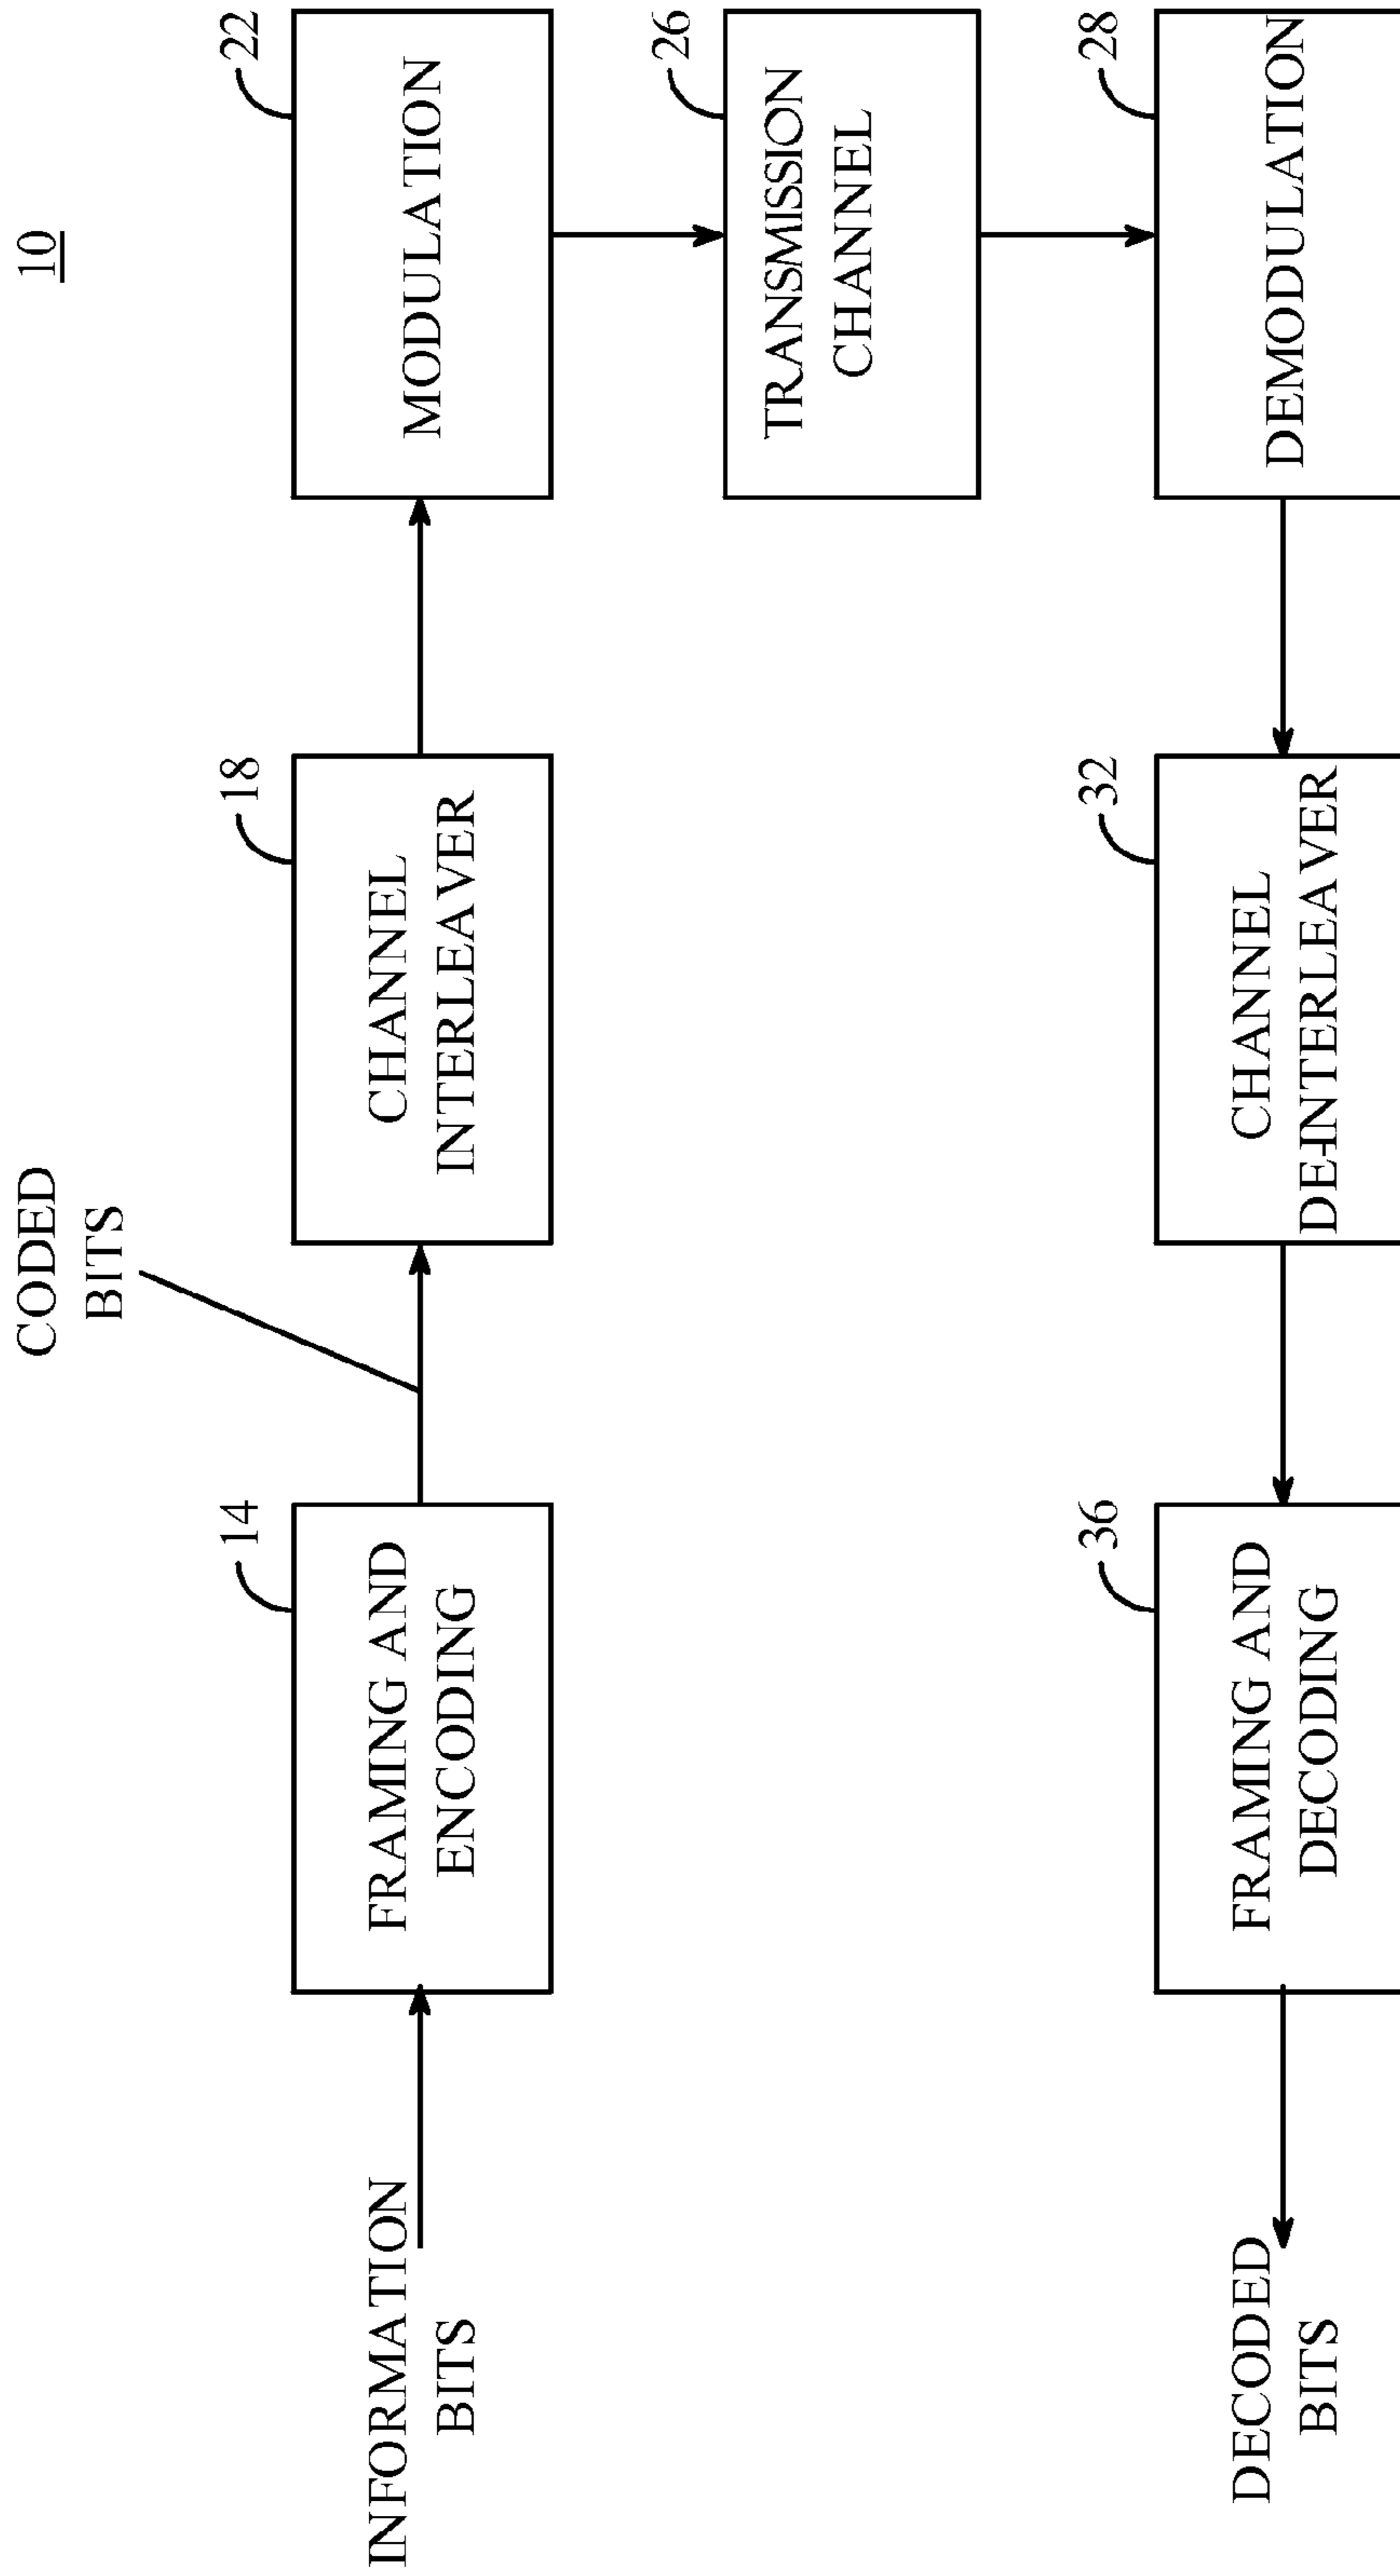 10
CODED
BITS
14
18
22
INFORMATION
BITS
FRAMING AND
ENCODING
CHANNEL
INTERLEAVER
MODULATION
26
TRANSMISSION
CHANNEL
36
32
28
DECODED
BITS
FRAMING AND
DECODING
CHANNEL
DE-INTERLEAVER
DEMODULATION